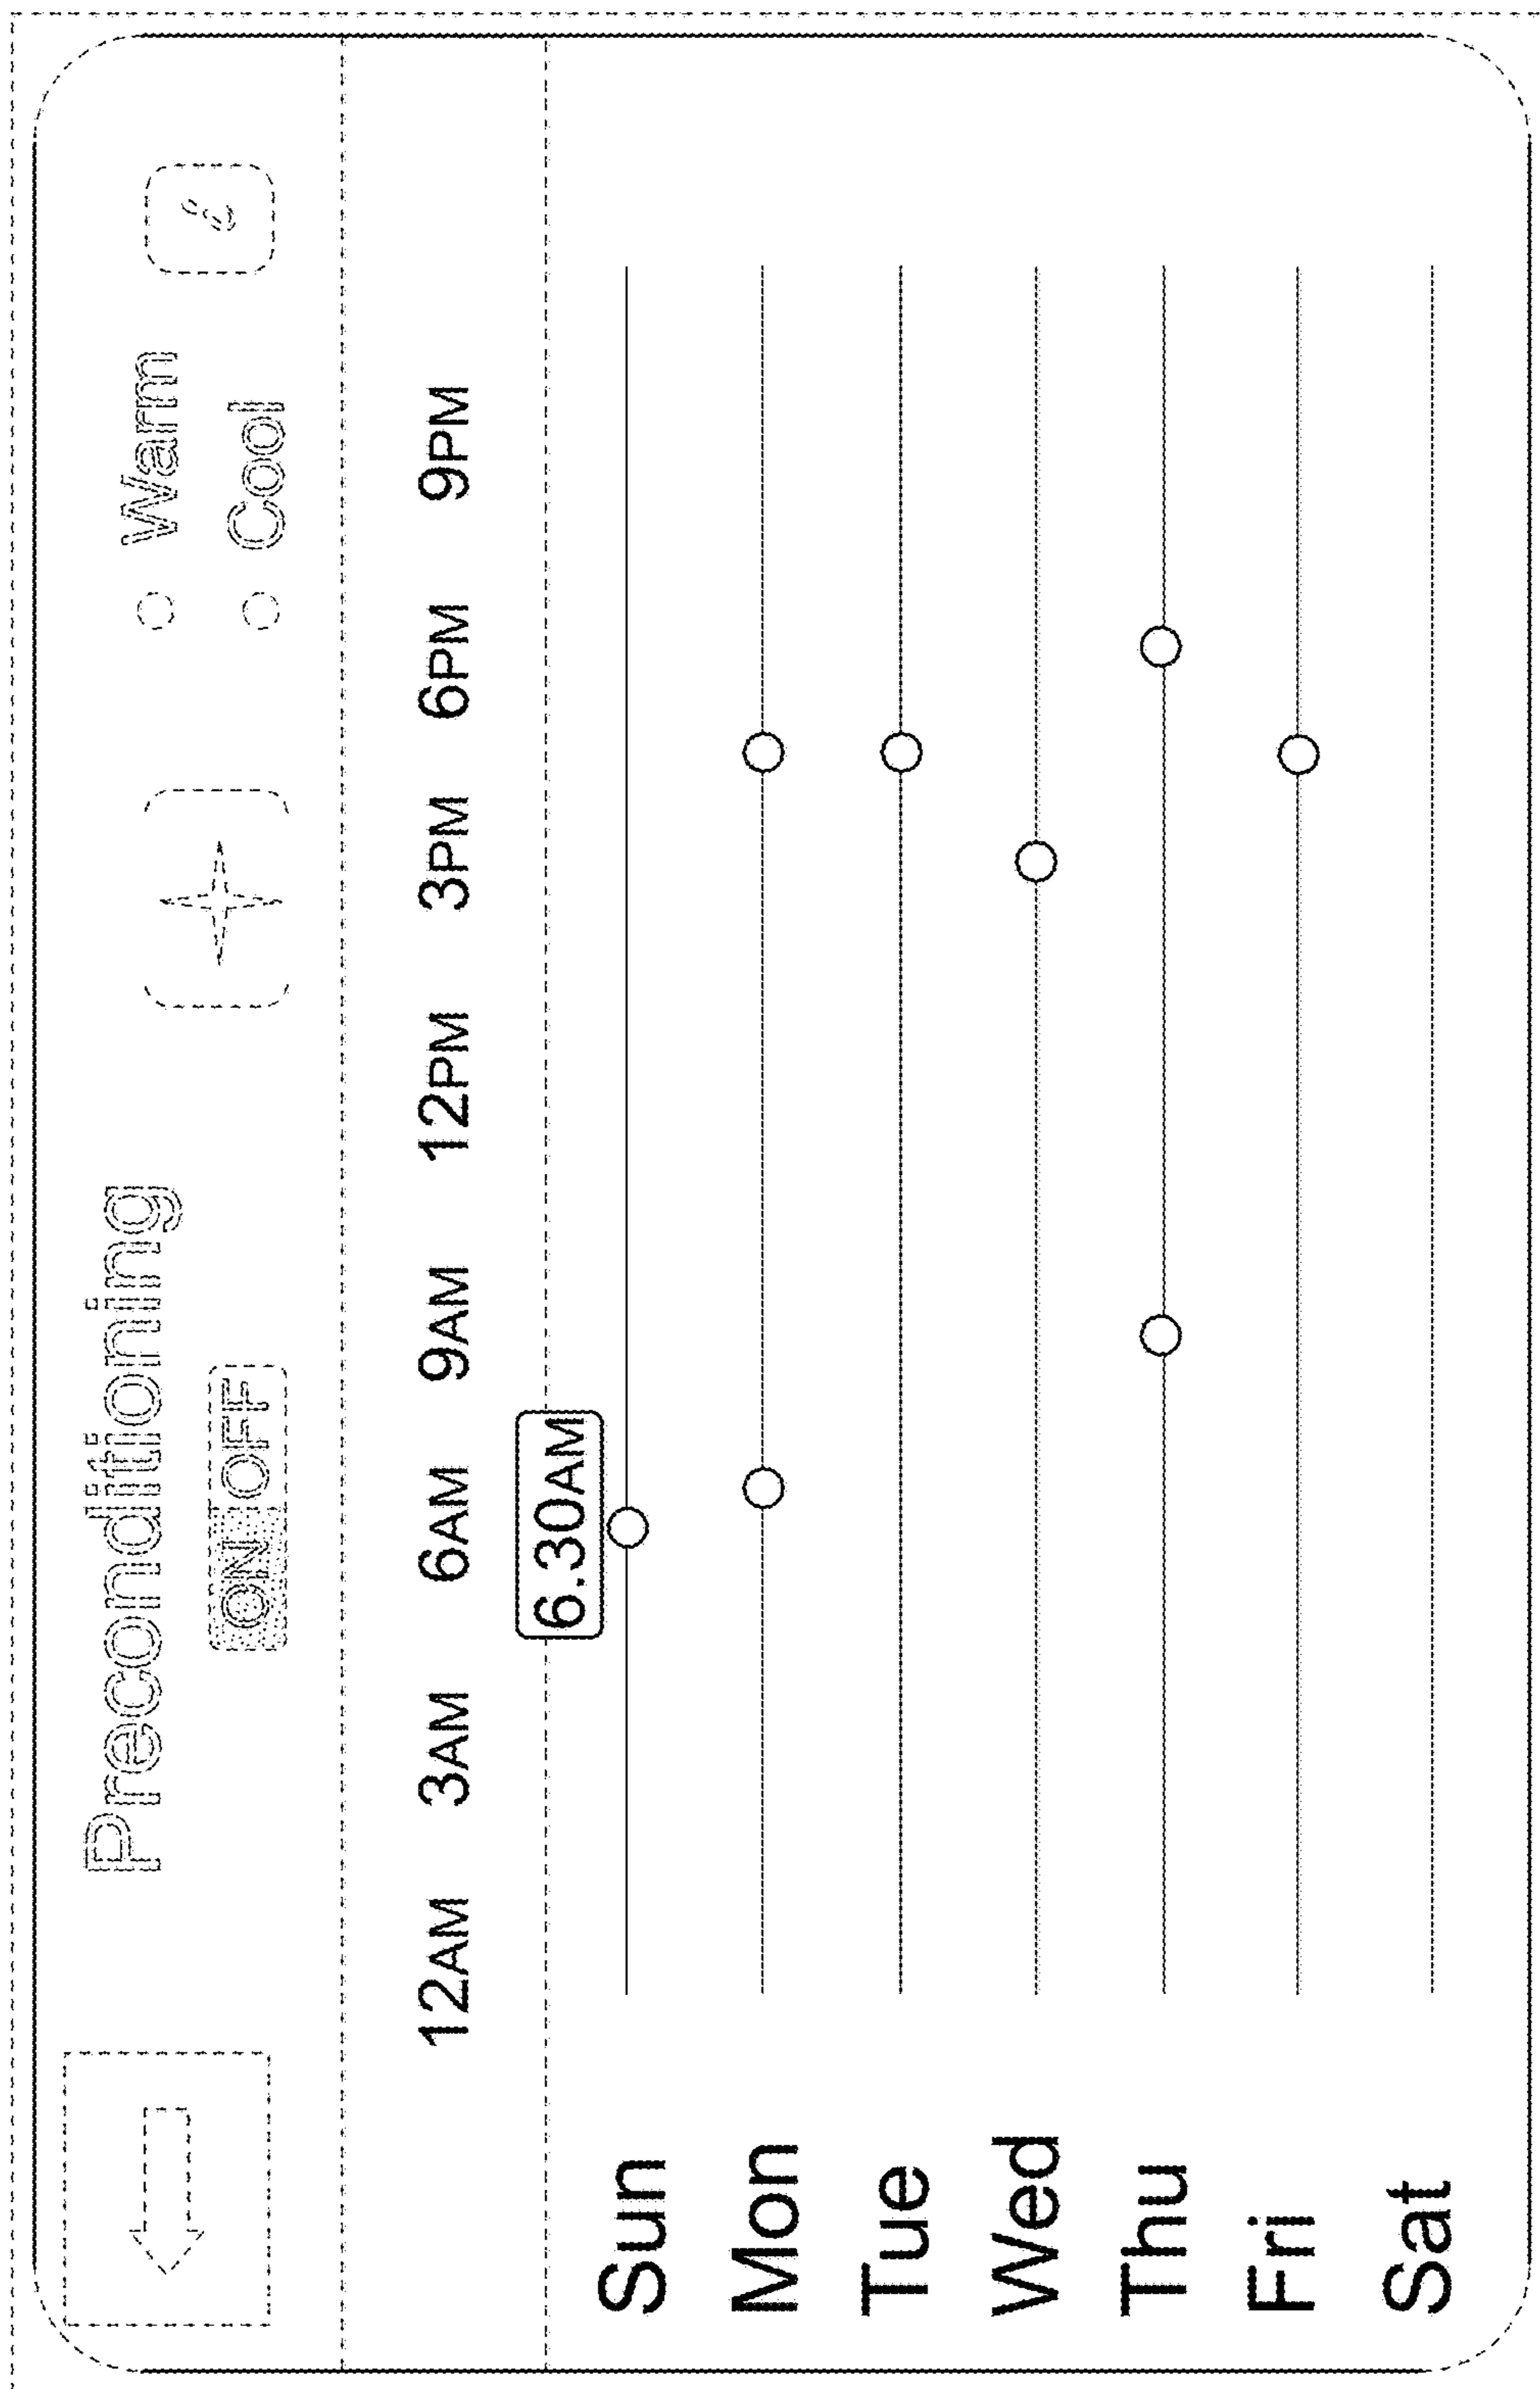 Preconditioning
ON OFF
Warm
Cool
i
12AM 3AM 6AM 9AM 12PM 3PM 6PM 9PM
6.30AM
Sun
Mon
Tue
Wed
Thu
Fri
Sat